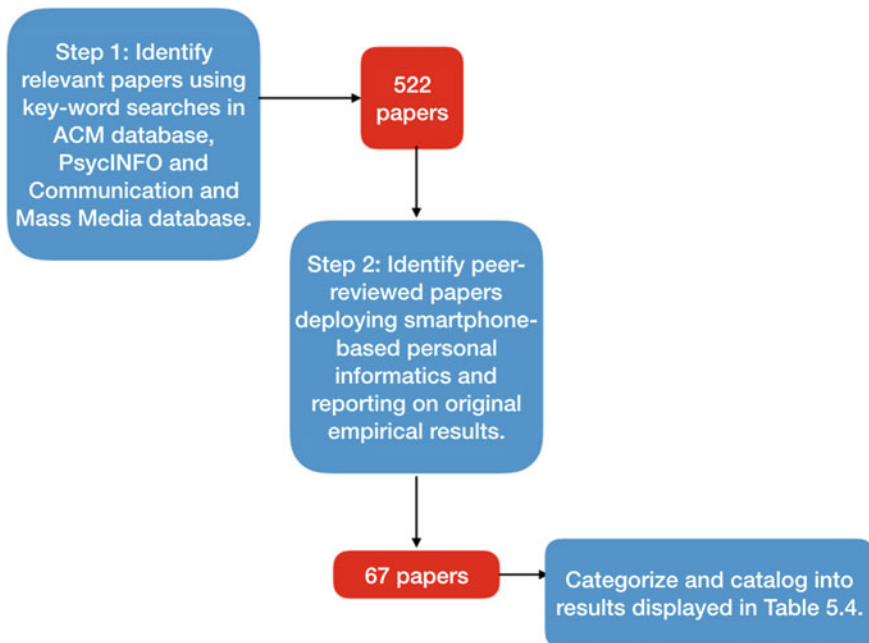 Step 1: Identify
relevant papers using
key-word searches in
ACM database,
PsycINFO and
Communication and
Mass Media database.
522
papers
Step 2: Identify peer-
reviewed papers
deploying smartphone-
based personal
informatics and
reporting on original
empirical results.
67 papers
Categorize and catalog into
results displayed in Table 5.4.